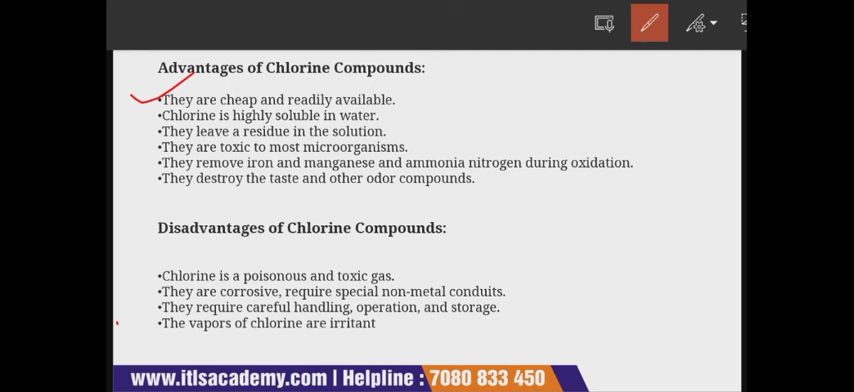 Advantages of Chlorine Compounds:
•They are cheap and readily available.
•Chlorine is highly soluble in water.
•They leave a residue in the solution.
•They are toxic to most microorganisms.
•They remove iron and manganese and ammonia nitrogen during oxidation.
•They destroy the taste and other odor compounds.
Disadvantages of Chlorine Compounds:
•Chlorine is a poisonous and toxic gas.
•They are corrosive, require special non-metal conduits.
•They require careful handling, operation, and storage.
•The vapors of chlorine are irritant
www.itlsacademy.com | Helpline : 7080 833 450